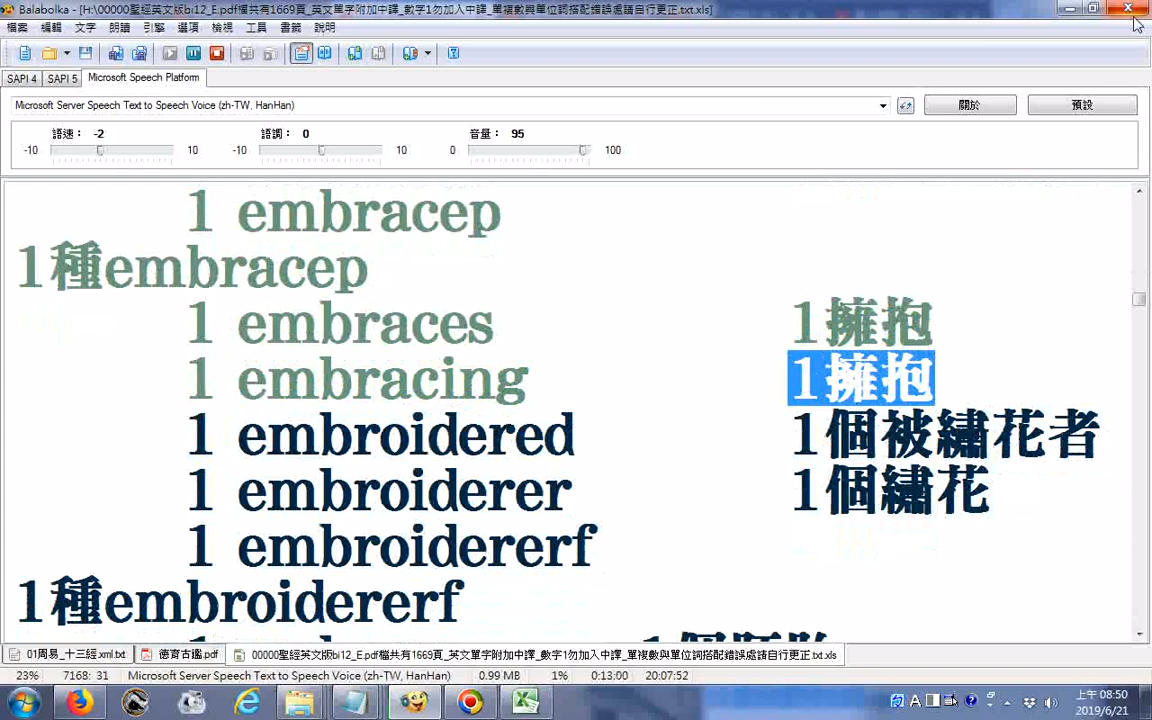 Balabolka - [H:\00000聖經英文版bi12_E.pdf檔共有1669頁_英文單字附加中譯_數字1勿加入中譯_單複數與單位詞搭配錯誤處請自行更正.txt.xls]
檔案 編輯 文字 朗讀 引擎 選項 檢視 工具 書籤 說明
SAPI 4 SAPI 5 Microsoft Speech Platform
Microsoft Server Speech Text to Speech Voice (zh-TW, HanHan) 關於 預設
語速： -2 語調： 0 音量： 95
-10 10 -10 10 0 100
1 embracep
1種embracep
1 embraces 1擁抱
1 embracing 1擁抱
1 embroidered 1個被繡花者
1 embroiderer 1個繡花
1 embroidererf
1種embroidererf
01周易_十三經.xml.txt 德育古鑑.pdf 00000聖經英文版bi12_E.pdf檔共有1669頁_英文單字附加中譯_數字1勿加入中譯_單複數與單位詞搭配錯誤處請自行更正.txt.xls
23% 7168: 31 Microsoft Server Speech Text to Speech Voice (zh-TW, HanHan) 0.99 MB 1% 0:13:00 20:07:52
上午 08:50
2019/6/21